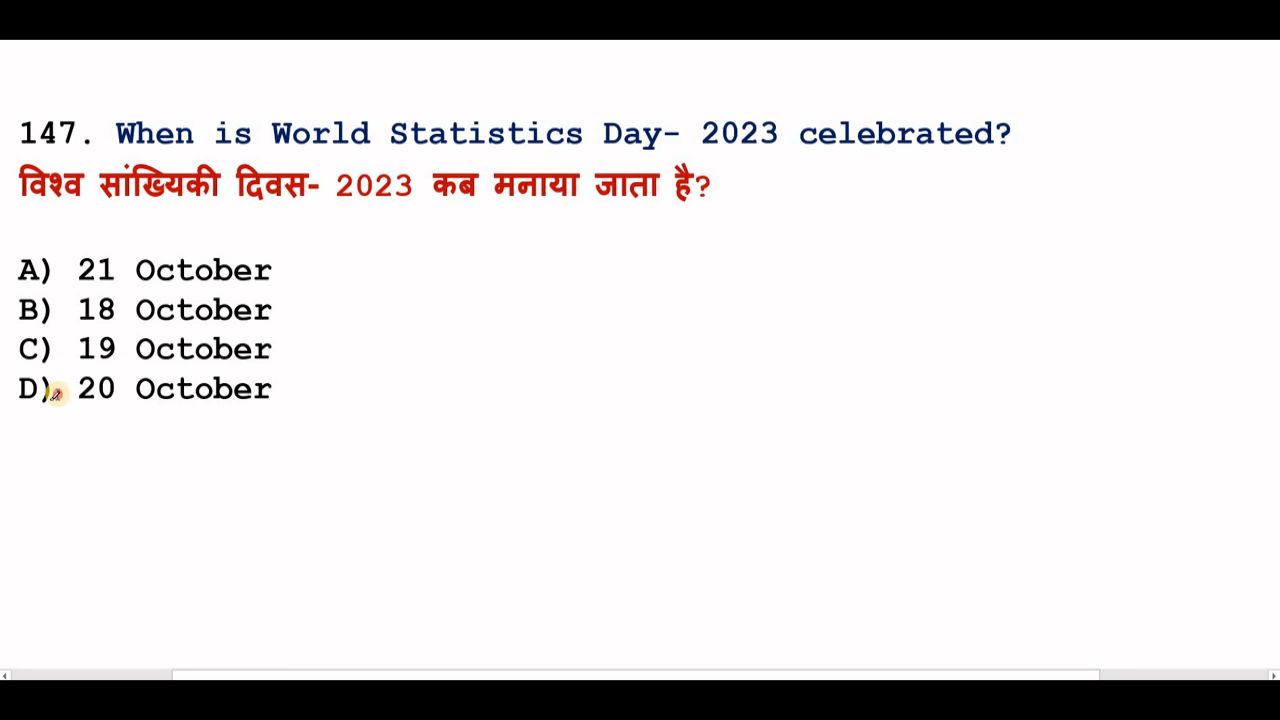 147. When is World Statistics Day- 2023 celebrated?
विश्व सांख्यिकी दिवस- 2023 कब मनाया जाता है?
A) 21 October
B) 18 October
C) 19 October
D) 20 October